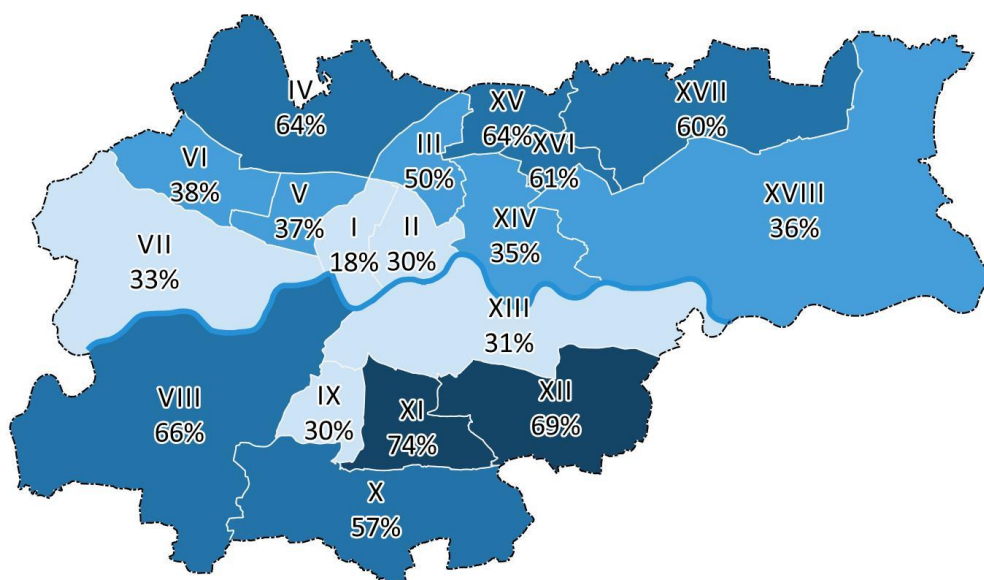 IV
64%
XV
64%
XVII
60%
VI
38%
III
50%
XVI
61%
V
37%
XVIII
36%
I
18%
II
30%
XIV
35%
VII
33%
XIII
31%
VIII
66%
IX
30%
XI
74%
XII
69%
X
57%